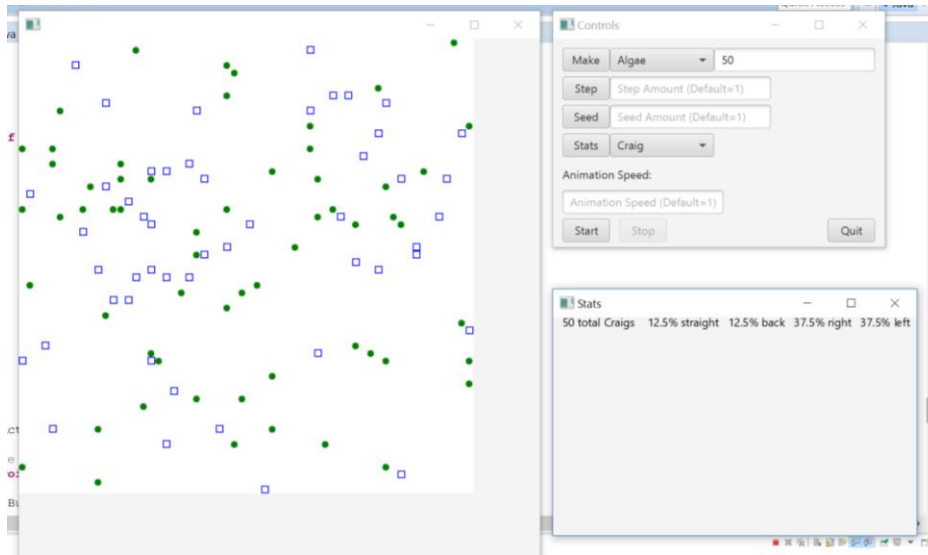 Controls
Make Algae 50
Step Step Amount (Default=1)
Seed Seed Amount (Default=1)
Stats Craig
Animation Speed:
Animation Speed (Default=1)
Start Stop Quit
Stats
50 total Craigs 12.5% straight 12.5% back 37.5% right 37.5% left